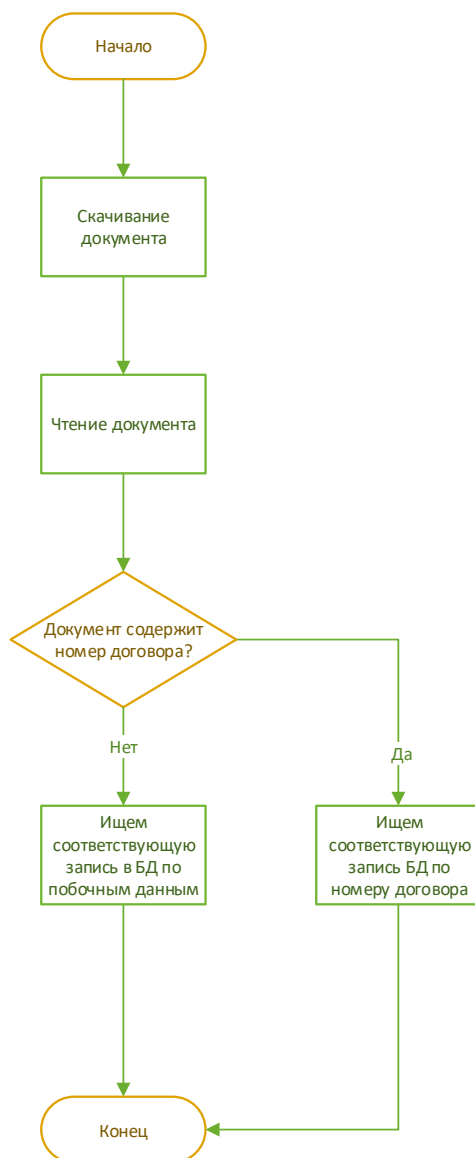 Начало
Скачивание
документа
Чтение документа
Документ содержит
номер договора?
Нет
Да
Ищем
соответствующую
запись в БД по
побочным данным
Ищем
соответствующую
запись БД по
номеру договора
Конец